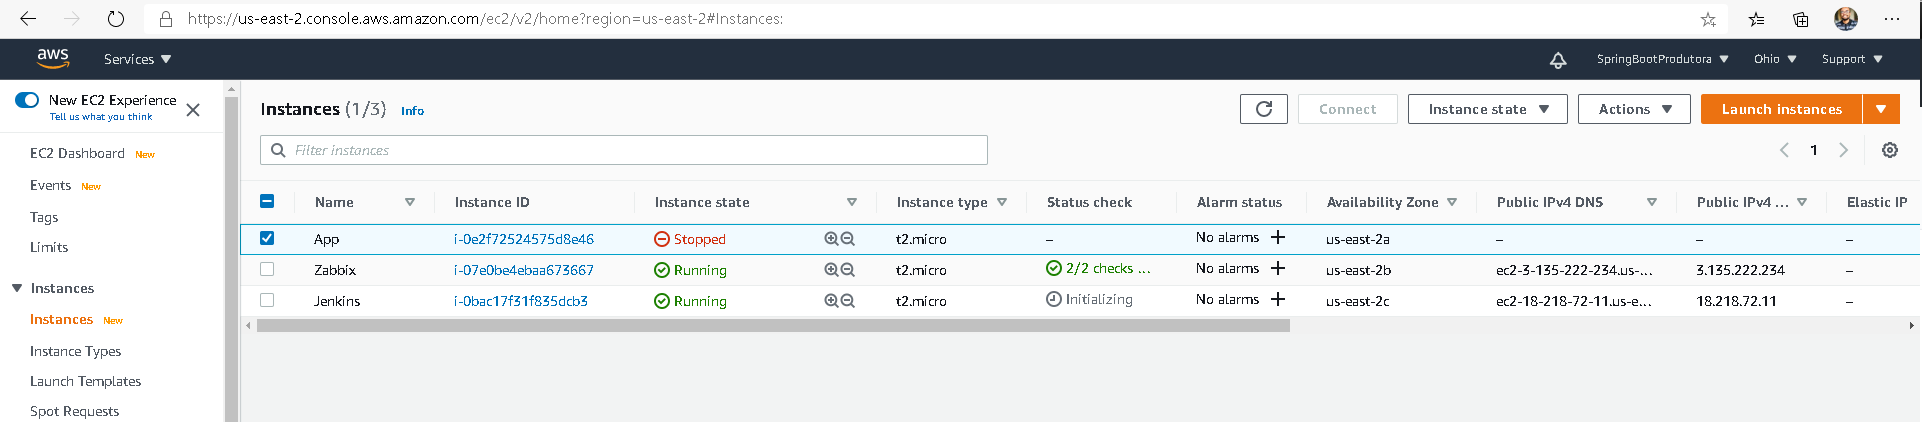 https://us-east-2.console.aws.amazon.com/ec2/v2/home?region=us-east-2#Instances:
aws Services SpringBootProdutora Ohio Support
New EC2 Experience
Tell us what you think
EC2 Dashboard New
Events New
Tags
Limits
Instances
Instances New
Instance Types
Launch Templates
Spot Requests
Instances (1/3) Info Connect Instance state Actions Launch instances
Filter instances 1
Name Instance ID Instance state Instance type Status check Alarm status Availability Zone Public IPv4 DNS Public IPv4 ... Elastic IP
App i-0e2f72524575d8e46 Stopped t2.micro – No alarms + us-east-2a – – –
Zabbix i-07e0be4ebaa673667 Running t2.micro 2/2 checks ... No alarms + us-east-2b ec2-3-135-222-234.us-... 3.135.222.234 –
Jenkins i-0bac17f31f835dcb3 Running t2.micro Initializing No alarms + us-east-2c ec2-18-218-72-11.us-e... 18.218.72.11 –